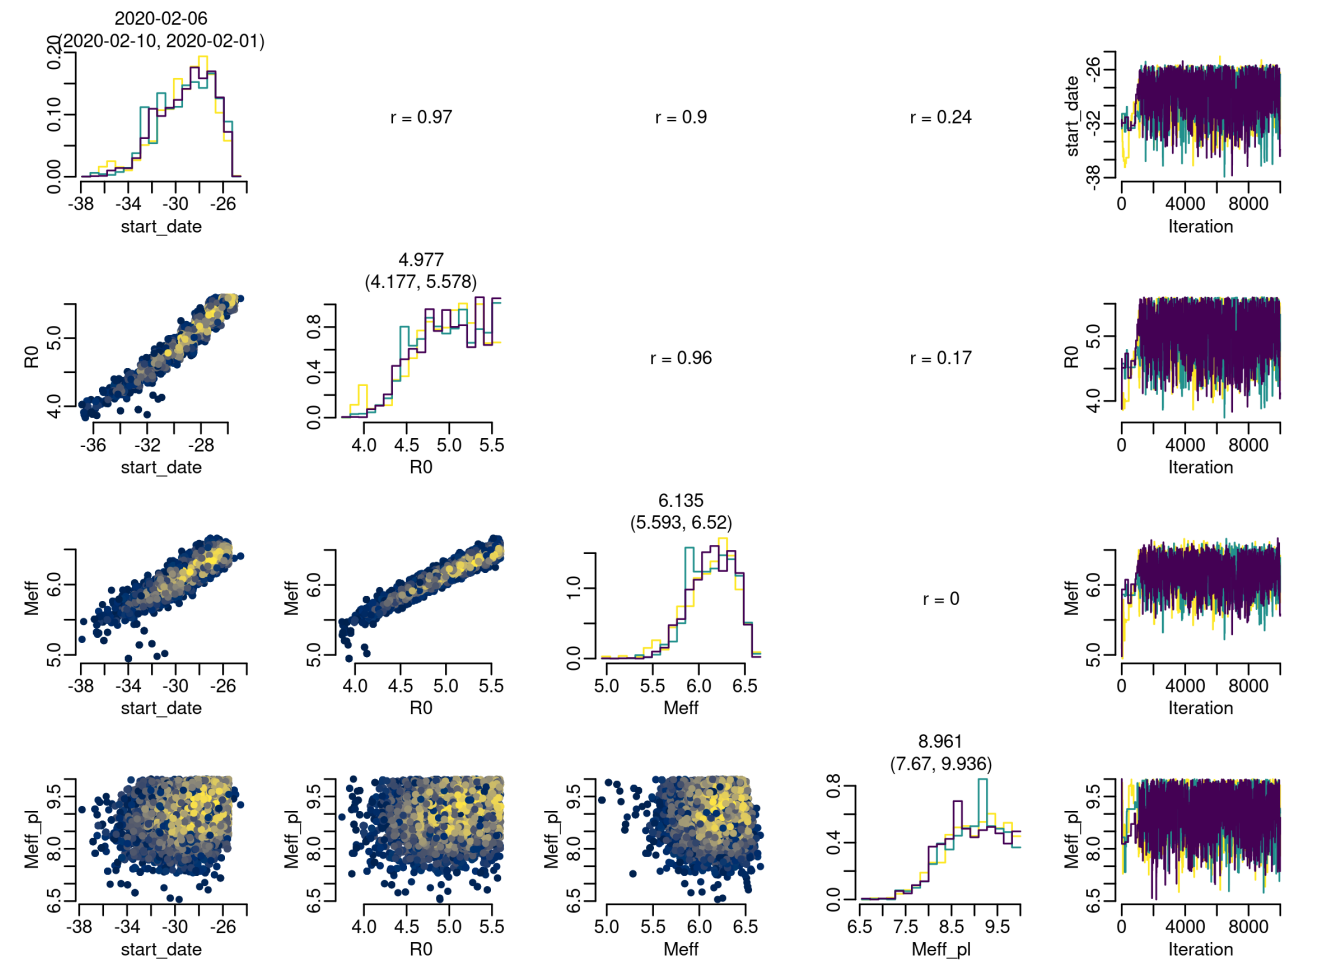 2020-02-06
(2020-02-10, 2020-02-01)
0.00 0.10 0.20
-38 -34 -30 -26
start_date
r = 0.97
r = 0.9
r = 0.24
start_date
-38 -32 -26
0 4000 8000
Iteration
R0
4.0 5.0
-36 -32 -28
start_date
4.977
(4.177, 5.578)
0.0 0.4 0.8
4.0 4.5 5.0 5.5
R0
r = 0.96
r = 0.17
R0
4.0 5.0
0 4000 8000
Iteration
Meff
5.0 6.0
-38 -34 -30 -26
start_date
Meff
5.0 6.0
4.0 4.5 5.0 5.5
R0
6.135
(5.593, 6.52)
0.0 1.0
5.0 5.5 6.0 6.5
Meff
r = 0
Meff
5.0 6.0
0 4000 8000
Iteration
Meff_pl
6.5 8.0 9.5
-38 -34 -30 -26
start_date
Meff_pl
6.5 8.0 9.5
4.0 4.5 5.0 5.5
R0
Meff_pl
6.5 8.0 9.5
5.0 5.5 6.0 6.5
Meff
8.961
(7.67, 9.936)
0.0 0.4 0.8
6.5 7.5 8.5 9.5
Meff_pl
Meff_pl
6.5 8.0 9.5
0 4000 8000
Iteration